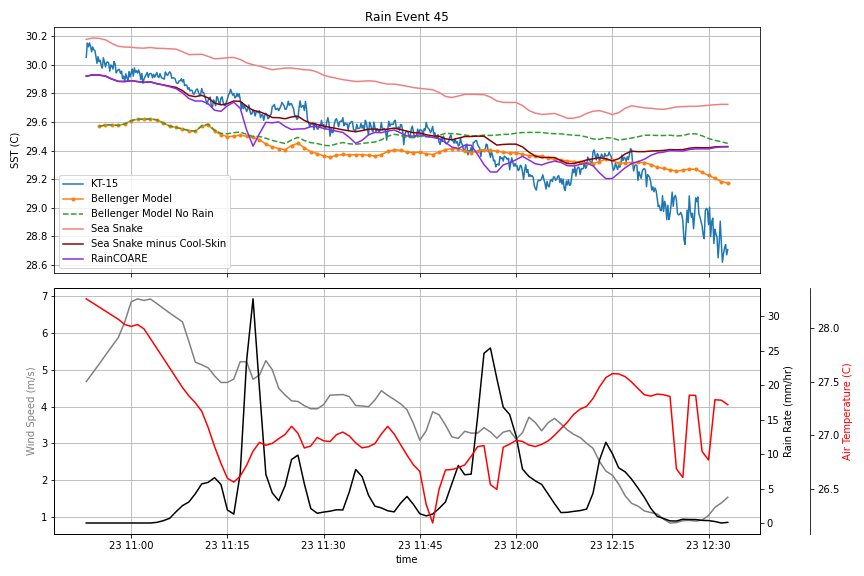 Rain Event 45
SST (C)
30.2
30.0
29.8
29.6
29.4
29.2
29.0
28.8
28.6
KT-15
Bellenger Model
Bellenger Model No Rain
Sea Snake
Sea Snake minus Cool-Skin
RainCOARE
Wind Speed (m/s)
7
6
5
4
3
2
1
30
25
20
15
10
5
0
Rain Rate (mm/hr)
28.0
27.5
27.0
26.5
Air Temperature (C)
23 11:00 23 11:15 23 11:30 23 11:45 23 12:00 23 12:15 23 12:30
time